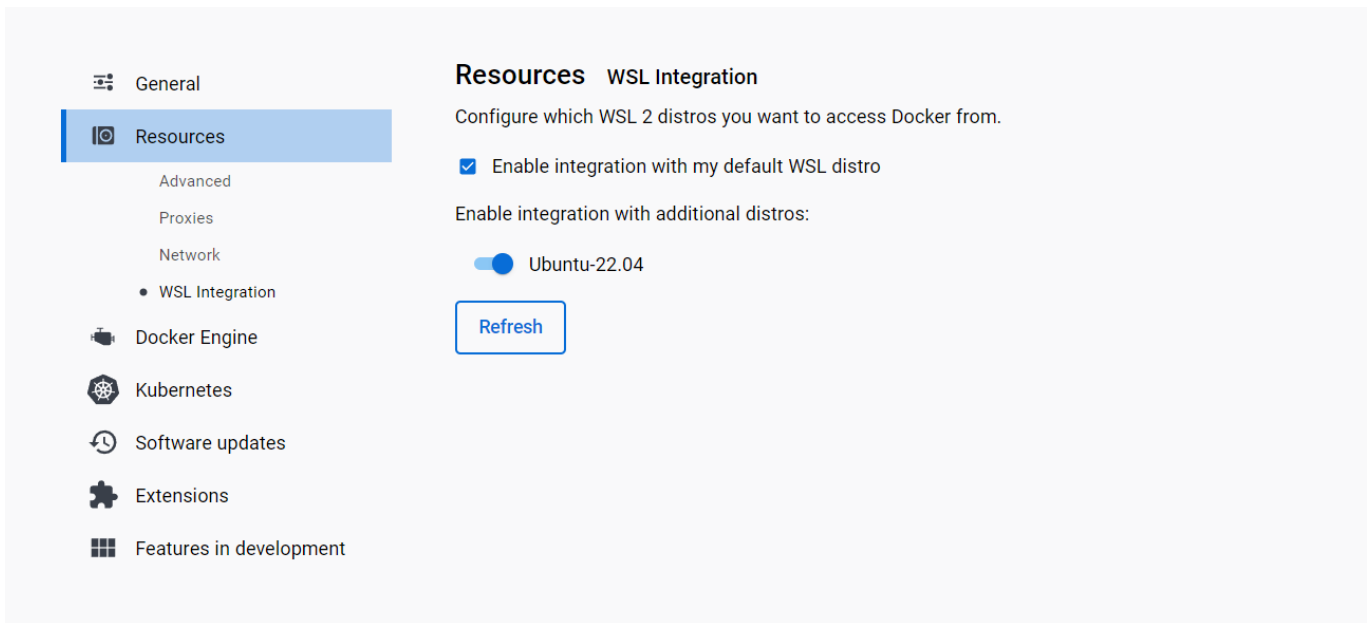 General
Resources
Advanced
Proxies
Network
WSL Integration
Docker Engine
Kubernetes
Software updates
Extensions
Features in development
Resources WSL Integration
Configure which WSL 2 distros you want to access Docker from.
Enable integration with my default WSL distro
Enable integration with additional distros:
Ubuntu-22.04
Refresh